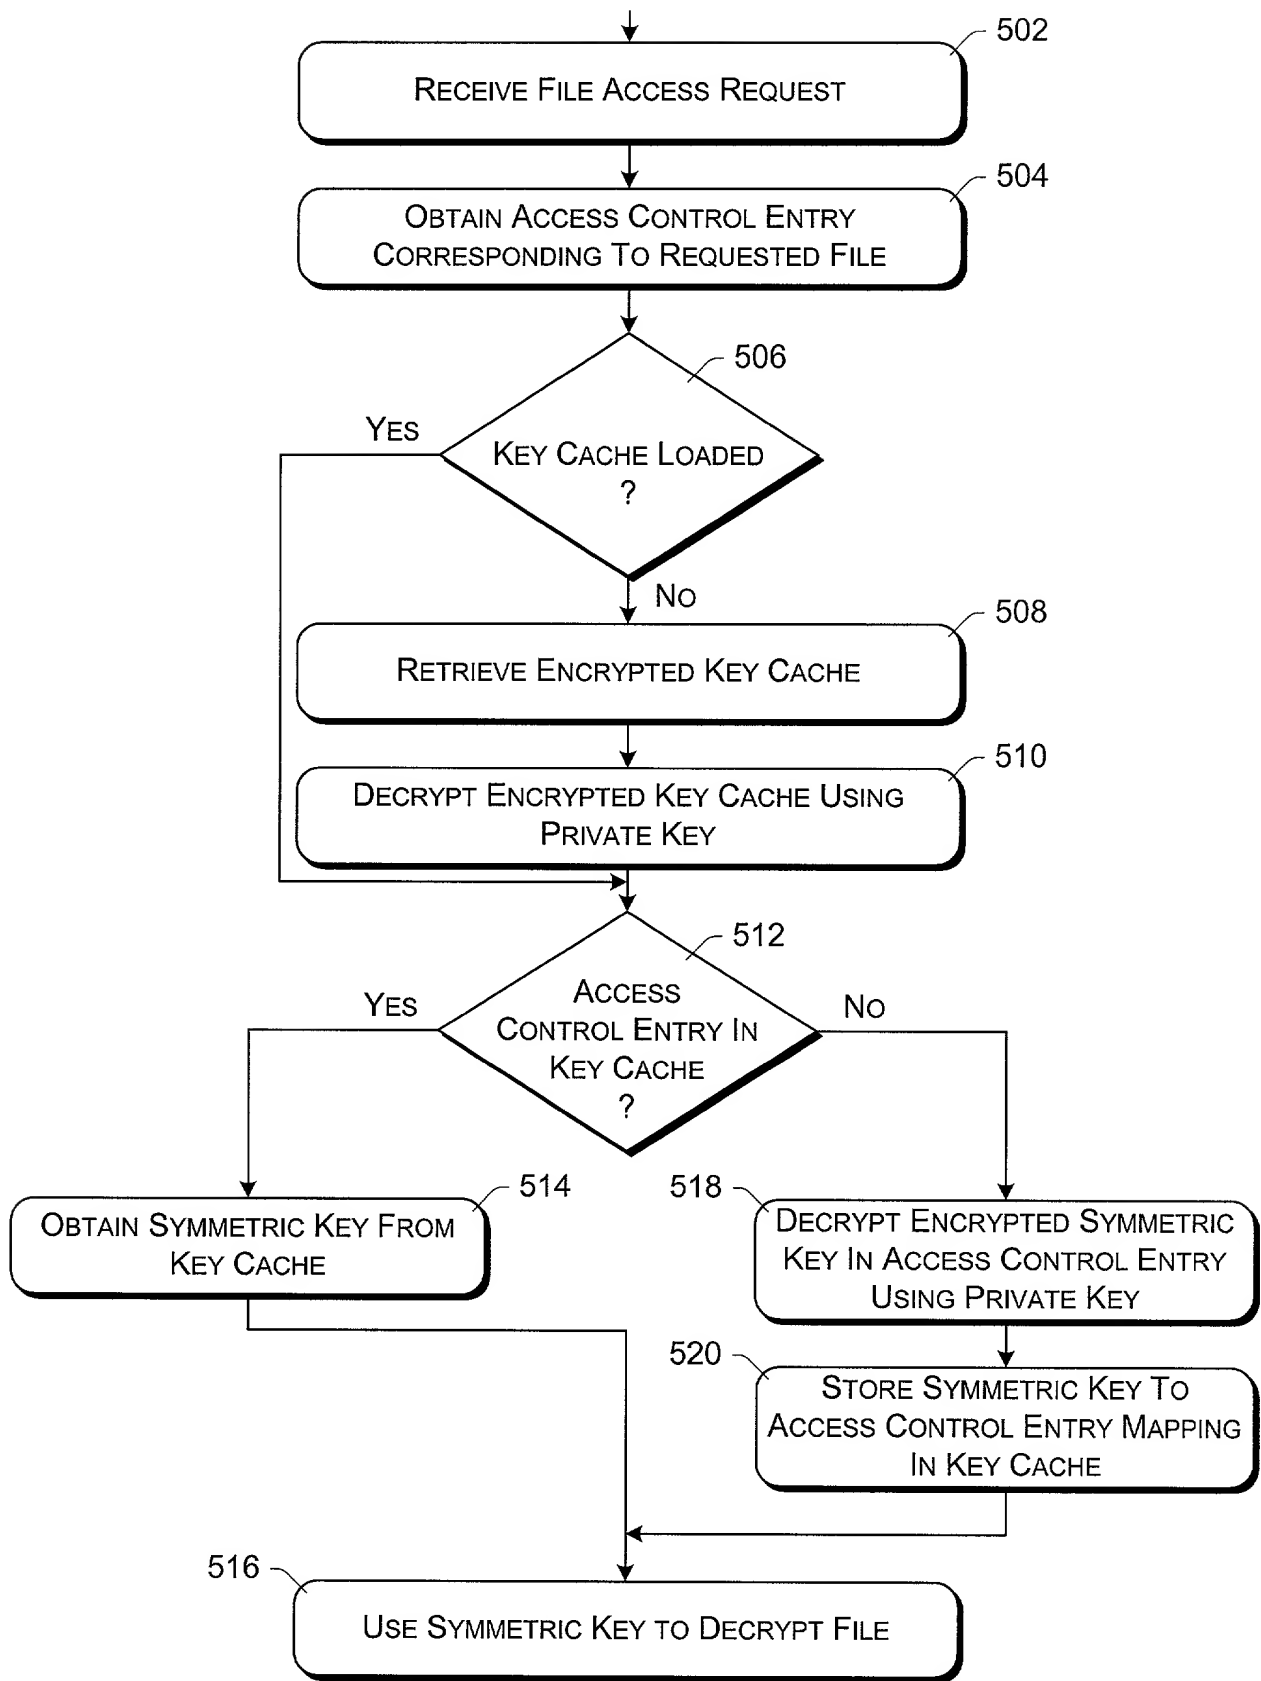 502
RECEIVE FILE ACCESS REQUEST
504
OBTAIN ACCESS CONTROL ENTRY
CORRESPONDING TO REQUESTED FILE
506
YES
KEY CACHE LOADED
?
NO
508
RETRIEVE ENCRYPTED KEY CACHE
510
DECRYPT ENCRYPTED KEY CACHE USING
PRIVATE KEY
512
YES
NO
ACCESS
CONTROL ENTRY IN
KEY CACHE
?
514
OBTAIN SYMMETRIC KEY FROM
KEY CACHE
518
DECRYPT ENCRYPTED SYMMETRIC
KEY IN ACCESS CONTROL ENTRY
USING PRIVATE KEY
520
STORE SYMMETRIC KEY TO
ACCESS CONTROL ENTRY MAPPING
IN KEY CACHE
516
USE SYMMETRIC KEY TO DECRYPT FILE